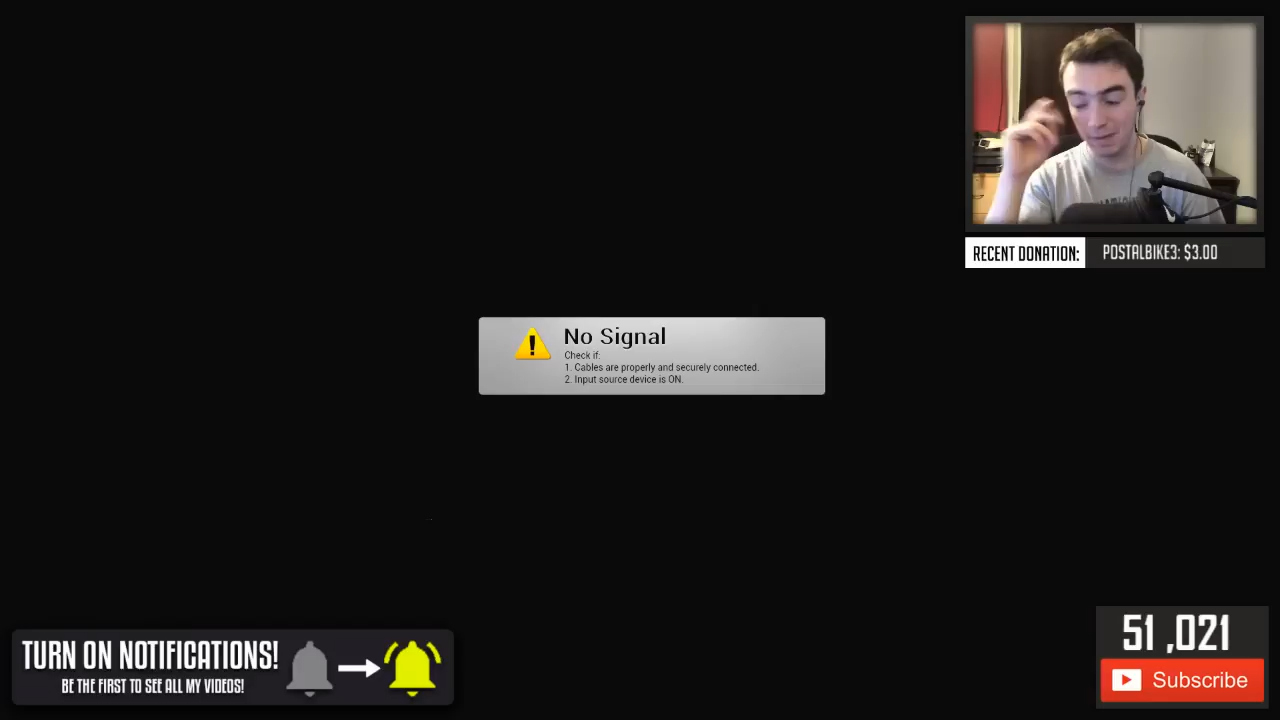 RECENT DONATION: POSTALBIKE3: $3.00
No Signal
Check if:
1. Cables are properly and securely connected.
2. Input source device is ON.
TURN ON NOTIFICATIONS!
BE THE FIRST TO SEE ALL MY VIDEOS!
51 ,021
Subscribe